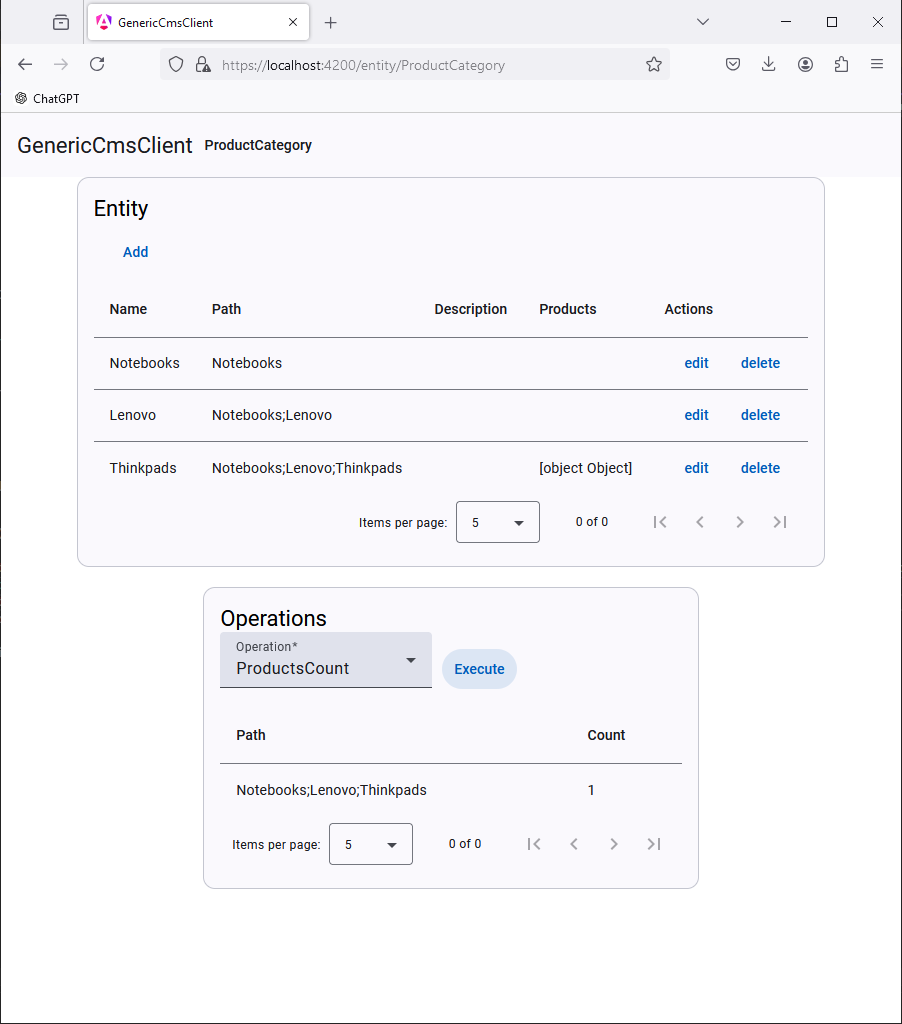 GenericCmsClient
https://localhost:4200/entity/ProductCategory
ChatGPT
GenericCmsClient ProductCategory
Entity
Add
Name Path Description Products Actions
Notebooks Notebooks edit delete
Lenovo Notebooks;Lenovo edit delete
Thinkpads Notebooks;Lenovo;Thinkpads [object Object] edit delete
Items per page: 5 0 of 0
Operations
Operation*
ProductsCount
Execute
Path Count
Notebooks;Lenovo;Thinkpads 1
Items per page: 5 0 of 0